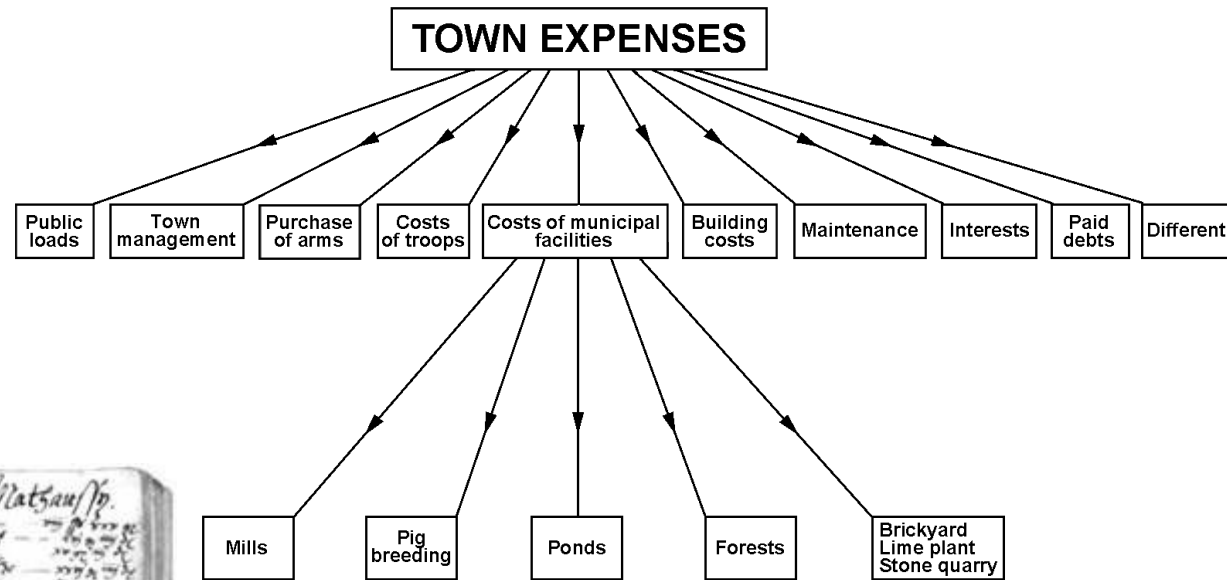 TOWN EXPENSES
Public
loads
Town
management
Purchase
of arms
Costs
of troops
Costs of municipal
facilities
Building
costs
Maintenance
Interests
Paid
debts
Different
Mills
Pig
breeding
Ponds
Forests
Brickyard
Lime plant
Stone quarry